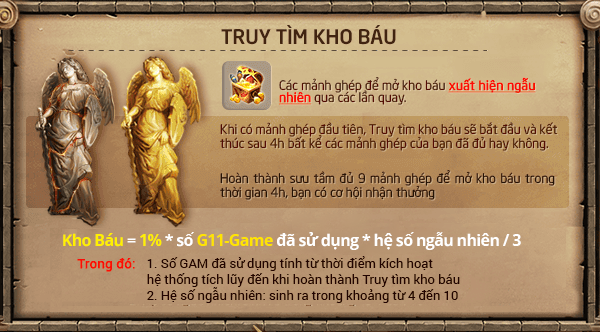 TRUY TÌM KHO BÁU
Các mảnh ghép để mở kho báu xuất hiện ngẫu
nhiên qua các lần quay.
Khi có mảnh ghép đầu tiên, Truy tìm kho báu sẽ bắt đầu và kết
thúc sau 4h bất kể các mảnh ghép của bạn đã đủ hay không.
Hoàn thành sưu tầm đủ 9 mảnh ghép để mở kho báu trong
thời gian 4h, bạn có cơ hội nhận thưởng
Kho Báu = 1% * số G11-Game đã sử dụng * hệ số ngẫu nhiên / 3
Trong đó: 1. Số GAM đã sử dụng tính từ thời điểm kích hoạt
hệ thống tích lũy đến khi hoàn thành Truy tìm kho báu
2. Hệ số ngẫu nhiên: sinh ra trong khoảng từ 4 đến 10